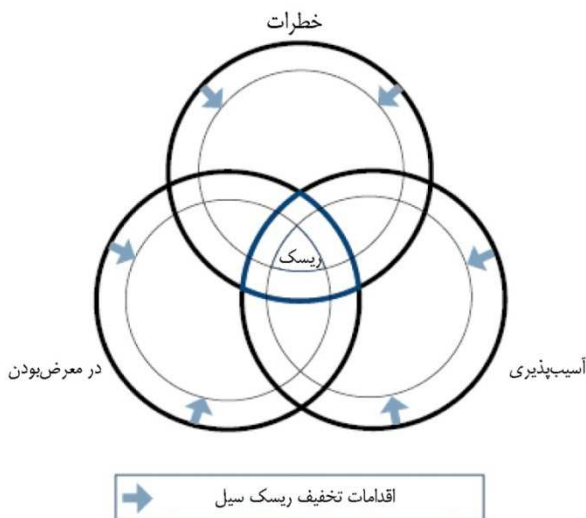 خطرات
ریسک
در معرض‌بودن
آسیب‌پذیری
اقدامات تخفیف ریسک سیل